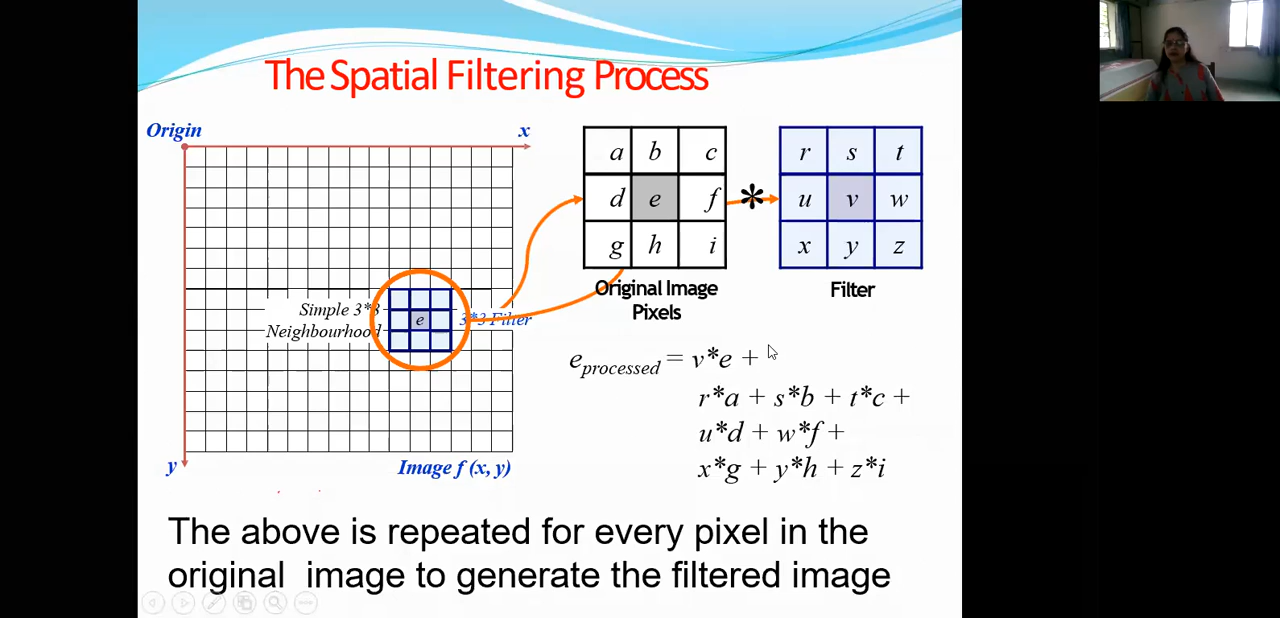 The Spatial Filtering Process
Origin
x
a b c
d e f
g h i
*
r s t
u v w
x y z
Original Image
Pixels
Filter
Simple 3*3
Neighbourhood
e
3*3 Filter
y
Image f (x, y)
eprocessed = v*e +
r*a + s*b + t*c +
u*d + w*f +
x*g + y*h + z*i
The above is repeated for every pixel in the
original image to generate the filtered image